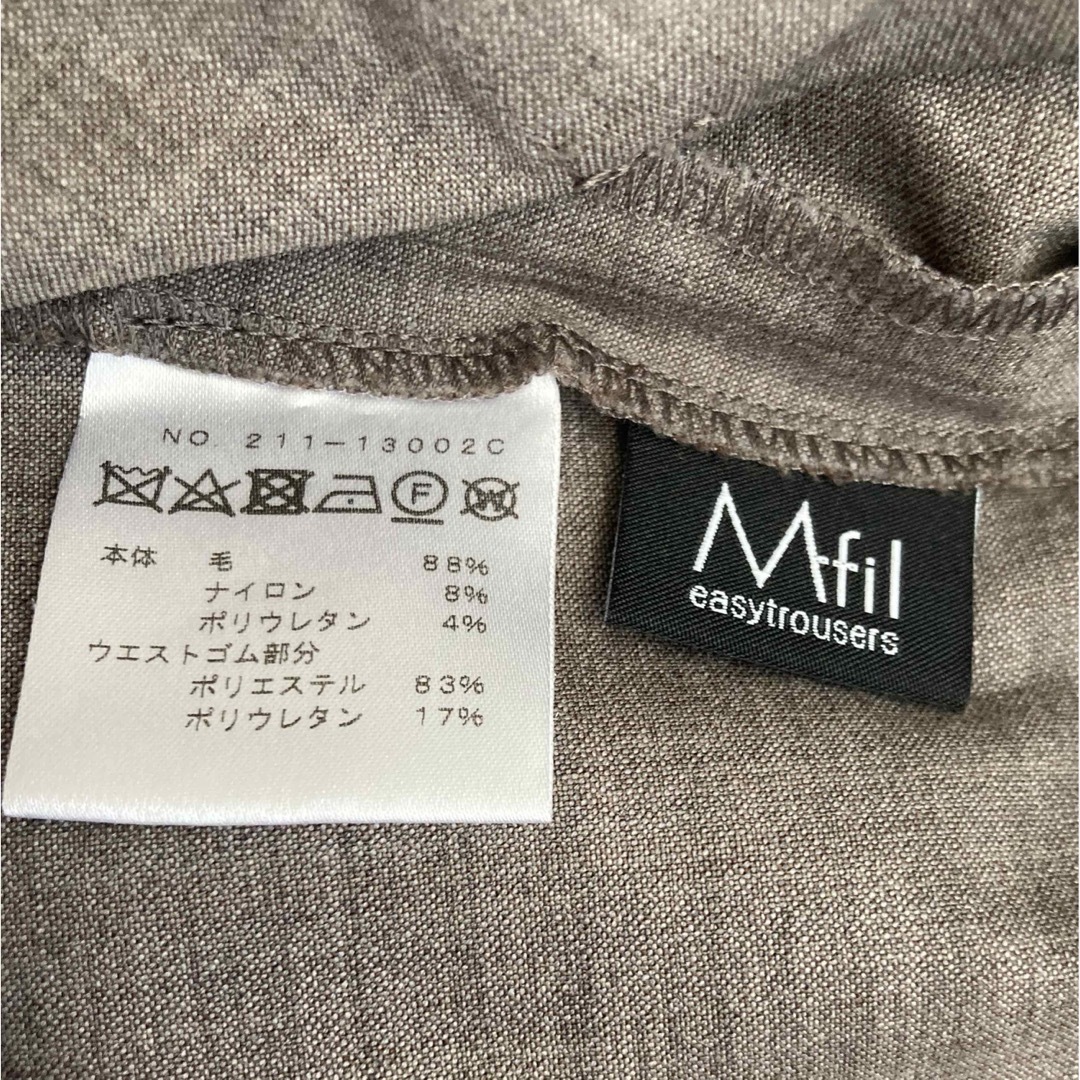 NO. 211-13002C
F W
本体 毛 88%
ナイロン 8%
ポリウレタン 4%
ウエストゴム部分
ポリエステル 83%
ポリウレタン 17%
Mfil
easytrousers